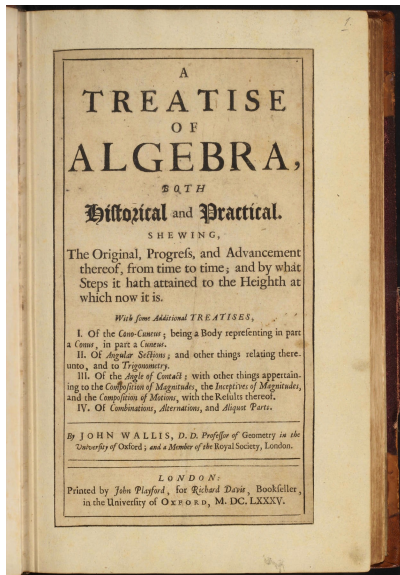 1.
A
TREATISE
OF
ALGEBRA,
BOTH
Hiſtorical and Practical.
SHEWING,
The Original, Progreſs, and Advancement
thereof, from time to time; and by what
Steps it hath attained to the Heighth at
which now it is.
With ſome Additional TREATISES,
I. Of the Cono-Cuneus; being a Body repreſenting in part
a Conus, in part a Cuneus.
II. Of Angular Sections; and other things relating there-
unto, and to Trigonometry.
III. Of the Angle of Contact; with other things appertain-
ing to the Compoſition of Magnitudes, the Inceptives of Magnitudes,
and the Compoſition of Motions, with the Reſults thereof.
IV. Of Combinations, Alternations, and Aliquot Parts.
By JOHN WALLIS, D. D. Profeſſor of Geometry in the
Univerſity of Oxford; and a Member of the Royal Society, London.
LONDON:
Printed by John Playford, for Richard Davis, Bookſeller,
in the Univerſity of OXFORD, M. DC. LXXXV.